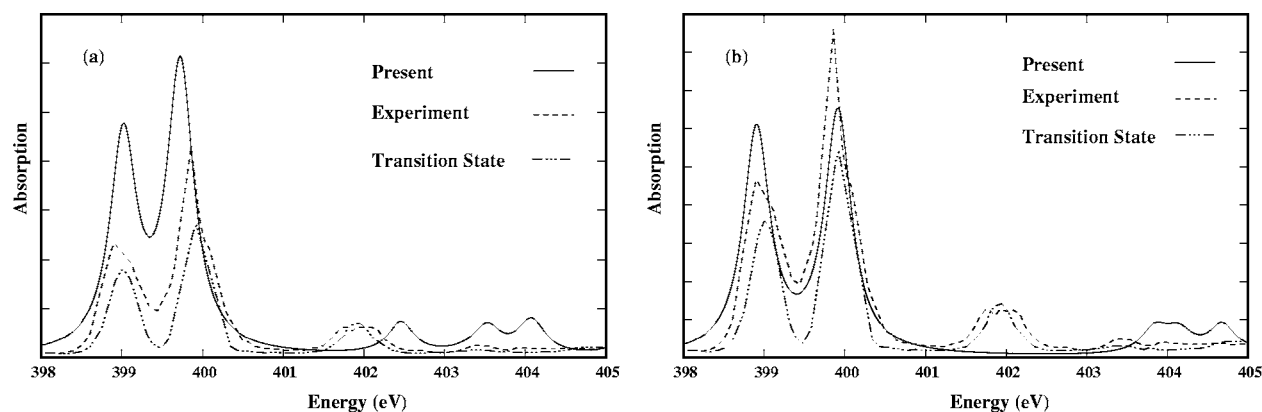 (a)
Present
Experiment
Transition State
Absorption
398 399 400 401 402 403 404 405
Energy (eV)
(b)
Present
Experiment
Transition State
Absorption
398 399 400 401 402 403 404 405
Energy (eV)